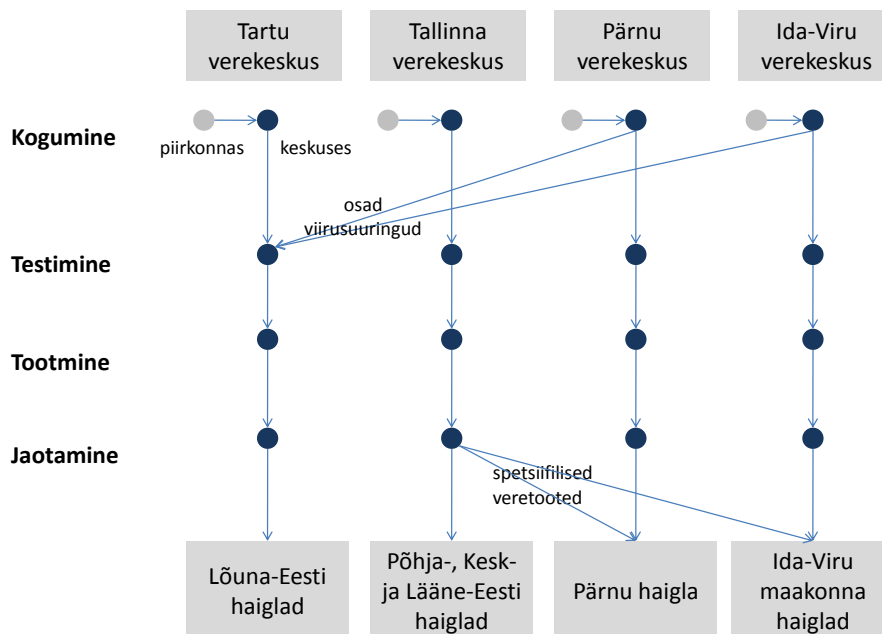 Tartu
verekeskus
Tallinna
verekeskus
Pärnu
verekeskus
Ida-Viru
verekeskus
Kogumine
piirkonnas
keskuses
osad
viirusuuringud
Testimine
Tootmine
Jaotamine
spetsiifilised
veretooted
Lõuna-Eesti
haiglad
Põhja-, Kesk-
ja Lääne-Eesti
haiglad
Pärnu haigla
Ida-Viru
maakonna
haiglad